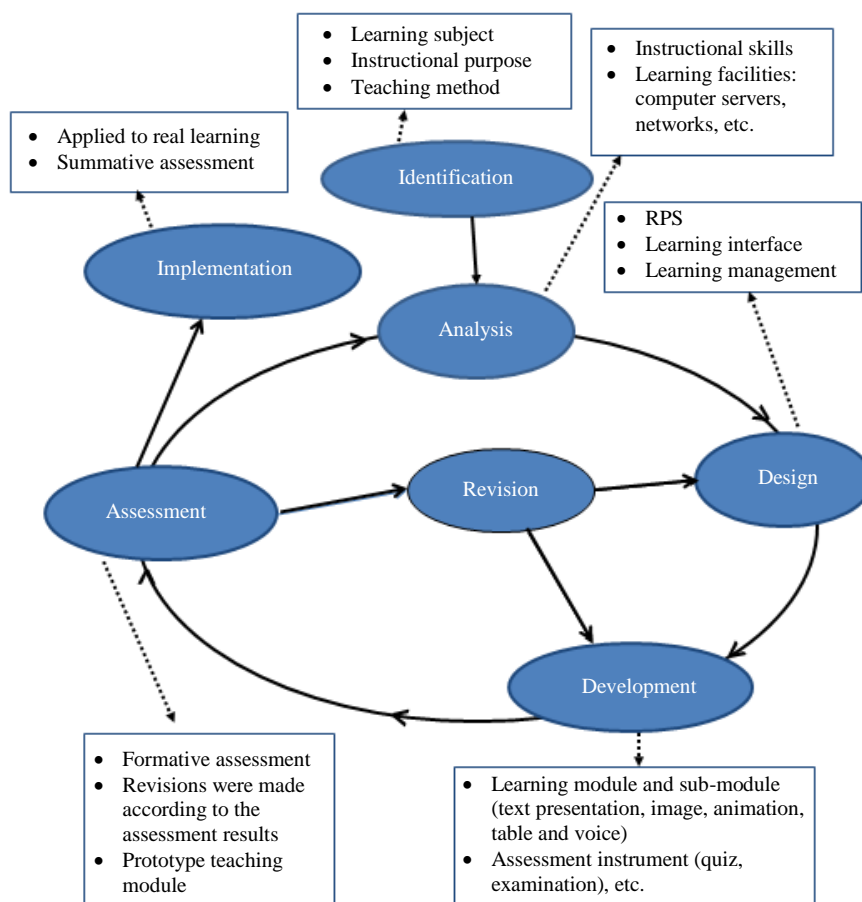 • Learning subject
• Instructional purpose
• Teaching method
• Instructional skills
• Learning facilities:
computer servers,
networks, etc.
• Applied to real learning
• Summative assessment
Identification
• RPS
• Learning interface
• Learning management
Implementation
Analysis
Revision
Design
Assessment
Development
• Formative assessment
• Revisions were made
according to the
assessment results
• Prototype teaching
module
• Learning module and sub-module
(text presentation, image, animation,
table and voice)
• Assessment instrument (quiz,
examination), etc.